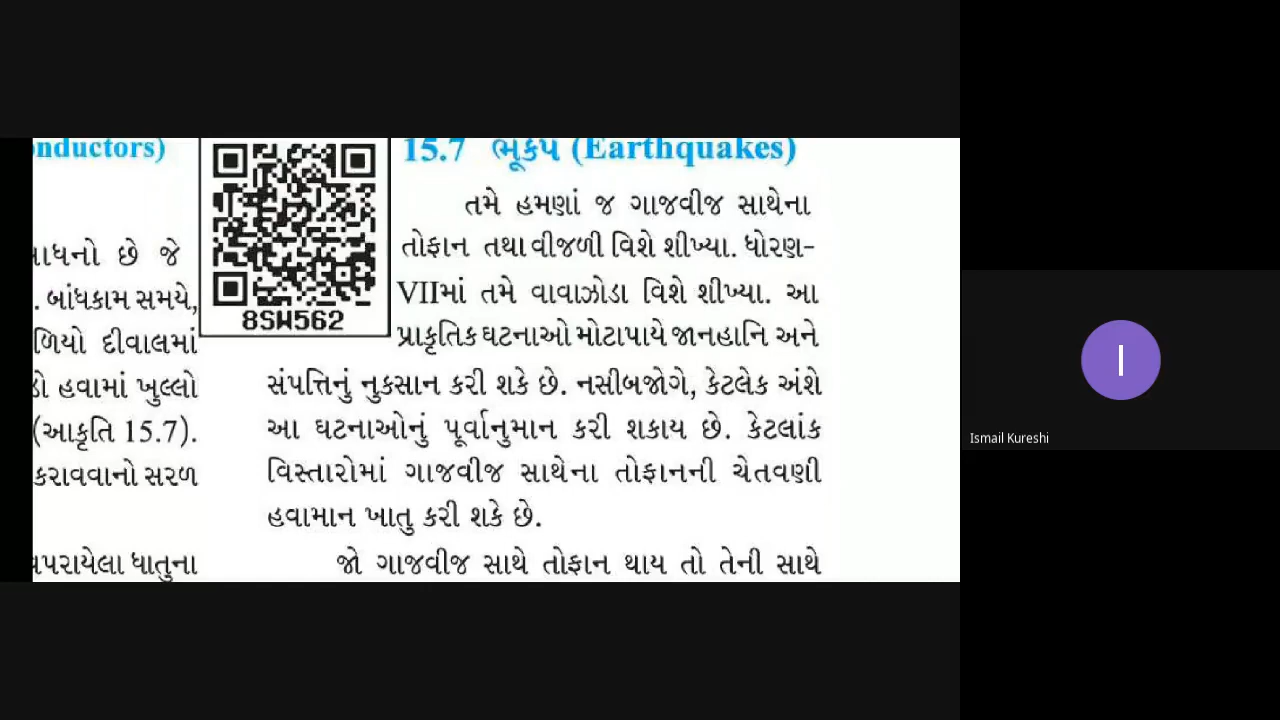 onductors)
સાધનો છે જે
. બાંધકામ સમયે,
ળિયો દીવાલમાં
હવામાં ખુલ્લો
(આકૃતિ 15.7).
કરાવવાનો સરળ
વપરાયેલા ધાતુના
8SW562
15.7 ભૂકંપ (Earthquakes)
તમે હમણાં જ ગાજવીજ સાથેના
તોફાન તથા વીજળી વિશે શીખ્યા. ધોરણ-
VIIમાં તમે વાવાઝોડા વિશે શીખ્યા. આ
પ્રાકૃતિક ઘટનાઓ મોટાપાયે જાનહાનિ અને
સંપત્તિનું નુકસાન કરી શકે છે. નસીબજોગે, કેટલેક અંશે
આ ઘટનાઓનું પૂર્વાનુમાન કરી શકાય છે. કેટલાંક
વિસ્તારોમાં ગાજવીજ સાથેના તોફાનની ચેતવણી
હવામાન ખાતુ કરી શકે છે.
જો ગાજવીજ સાથે તોફાન થાય તો તેની સાથે
I
Ismail Kureshi